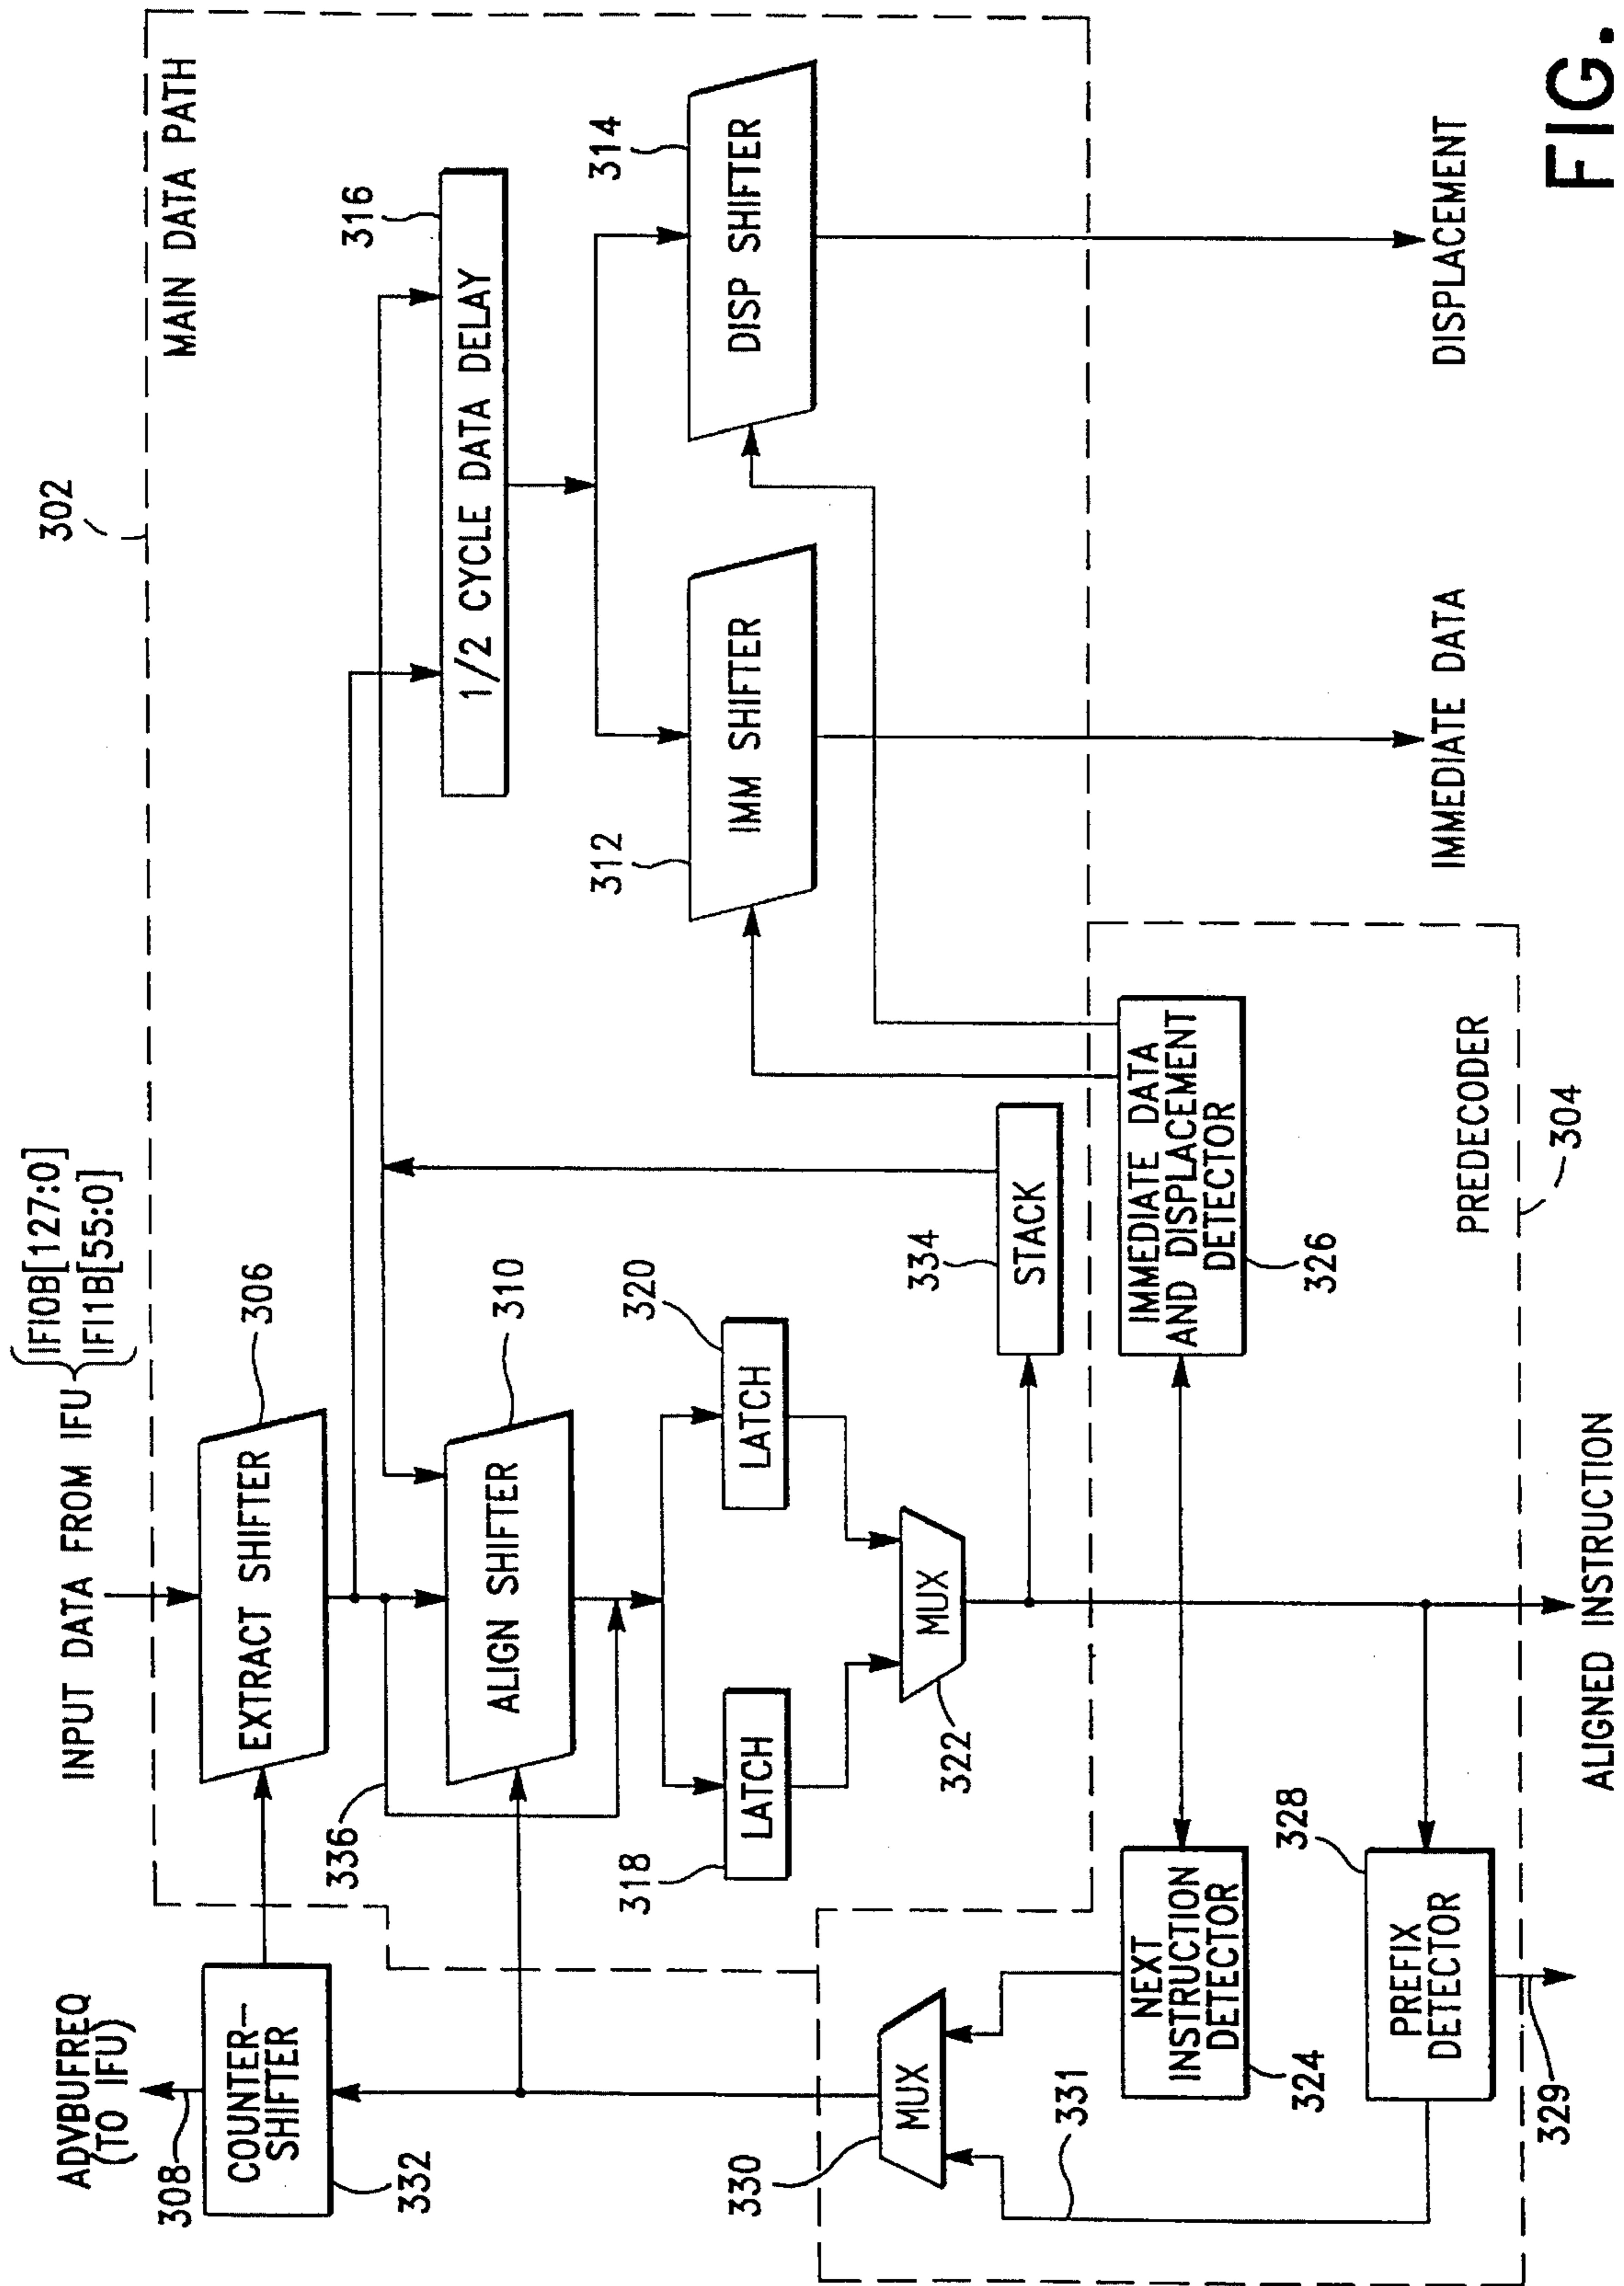 INPUT DATA FROM IFU
IFI0B[127:0]
IFI1B[55:0]
302
MAIN DATA PATH
ADVBUFREQ
(TO IFU)
308
COUNTER-
SHIFTER
332
EXTRACT SHIFTER
306
336
ALIGN SHIFTER
310
316
1/2 CYCLE DATA DELAY
318
LATCH
320
LATCH
312
IMM SHIFTER
314
DISP SHIFTER
322
MUX
334
STACK
330
MUX
331
NEXT
INSTRUCTION
DETECTOR
324
IMMEDIATE DATA
AND DISPLACEMENT
DETECTOR
326
328
PREFIX
DETECTOR
329
PREDECODER
304
ALIGNED INSTRUCTION
IMMEDIATE DATA
DISPLACEMENT
FIG.